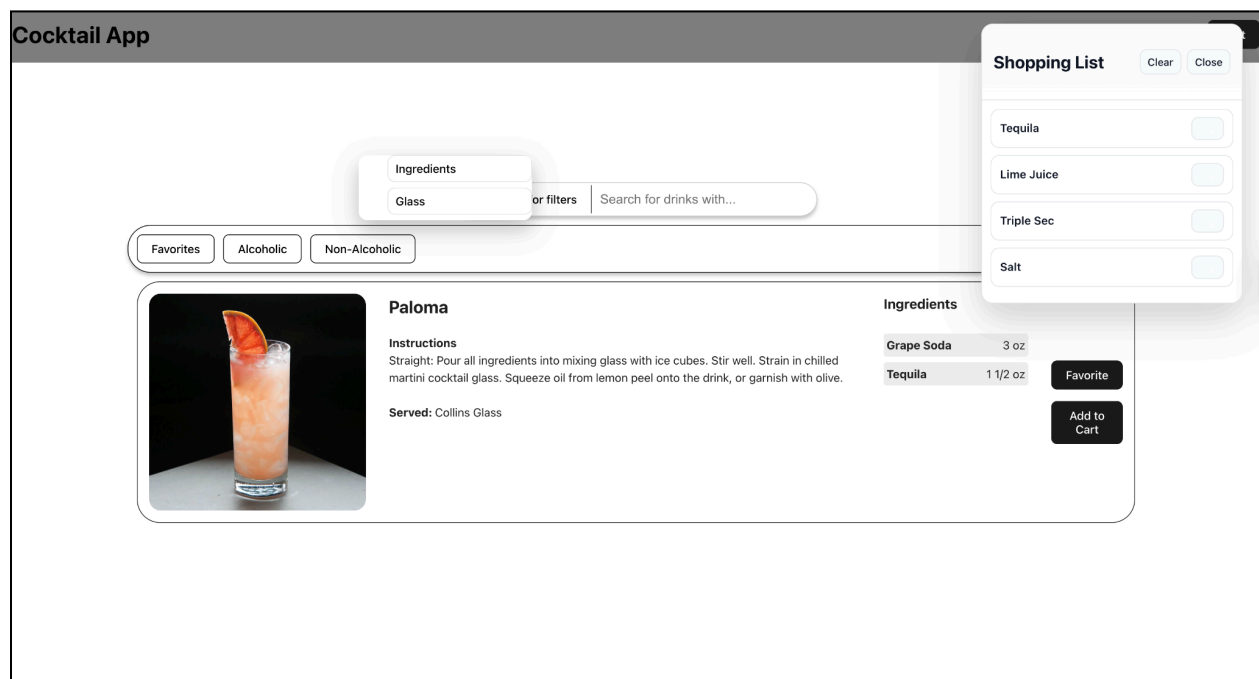 Cocktail App
Shopping List
Clear
Close
Tequila
Lime Juice
Triple Sec
Salt
Ingredients
Glass
or filters
Search for drinks with...
Favorites
Alcoholic
Non-Alcoholic
Paloma
Instructions
Straight: Pour all ingredients into mixing glass with ice cubes. Stir well. Strain in chilled
martini cocktail glass. Squeeze oil from lemon peel onto the drink, or garnish with olive.
Served: Collins Glass
Ingredients
Grape Soda 3 oz
Tequila 1 1/2 oz
Favorite
Add to
Cart